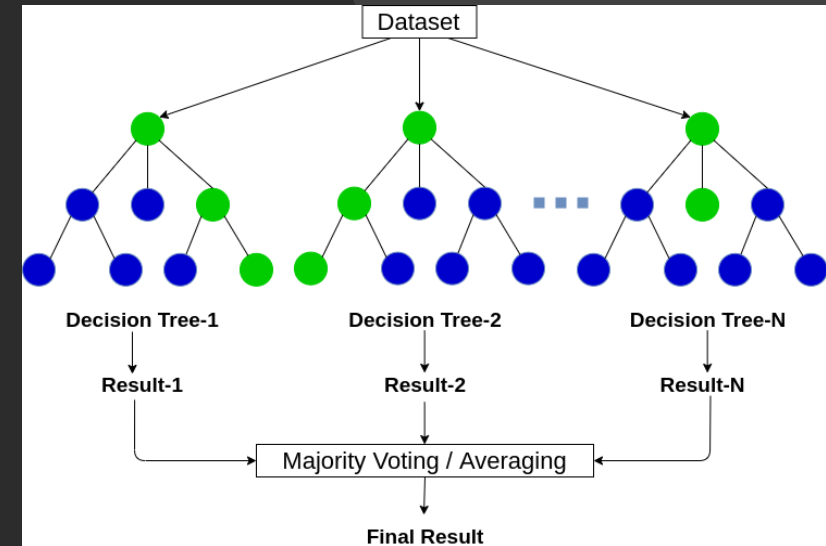 Dataset
Decision Tree-1
Decision Tree-2
Decision Tree-N
Result-1
Result-2
Result-N
Majority Voting / Averaging
Final Result